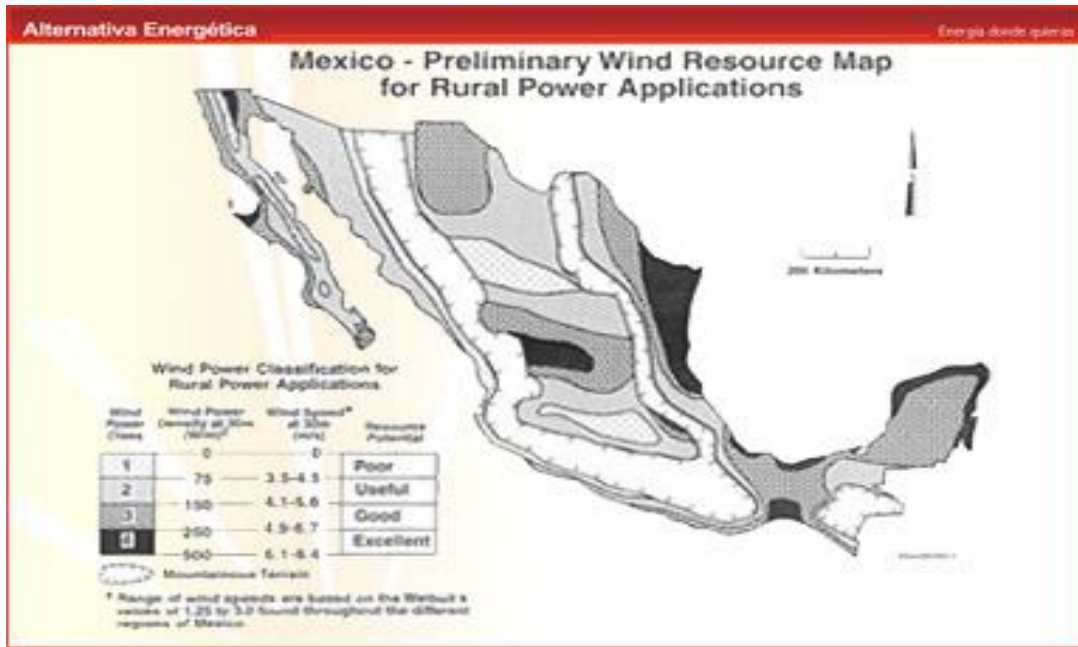 Alternativa Energética
Energía donde quieras
Mexico - Preliminary Wind Resource Map
for Rural Power Applications
200 Kilometers
Wind Power Classification for
Rural Power Applications
Wind Power Class
Wind Power Density at 30m (W/m)²
Wind Speed* at 30m (m/s)
Resource Potential
0 0
1 Poor
75 3.5-4.5
2 Useful
150 4.1-5.6
3 Good
250 4.9-6.7
4 Excellent
500 6.1-8.4
Mountainous Terrain
* Range of wind speeds are based on the Weibull k
values of 1.25 to 3.0 found throughout the different
regions of Mexico.